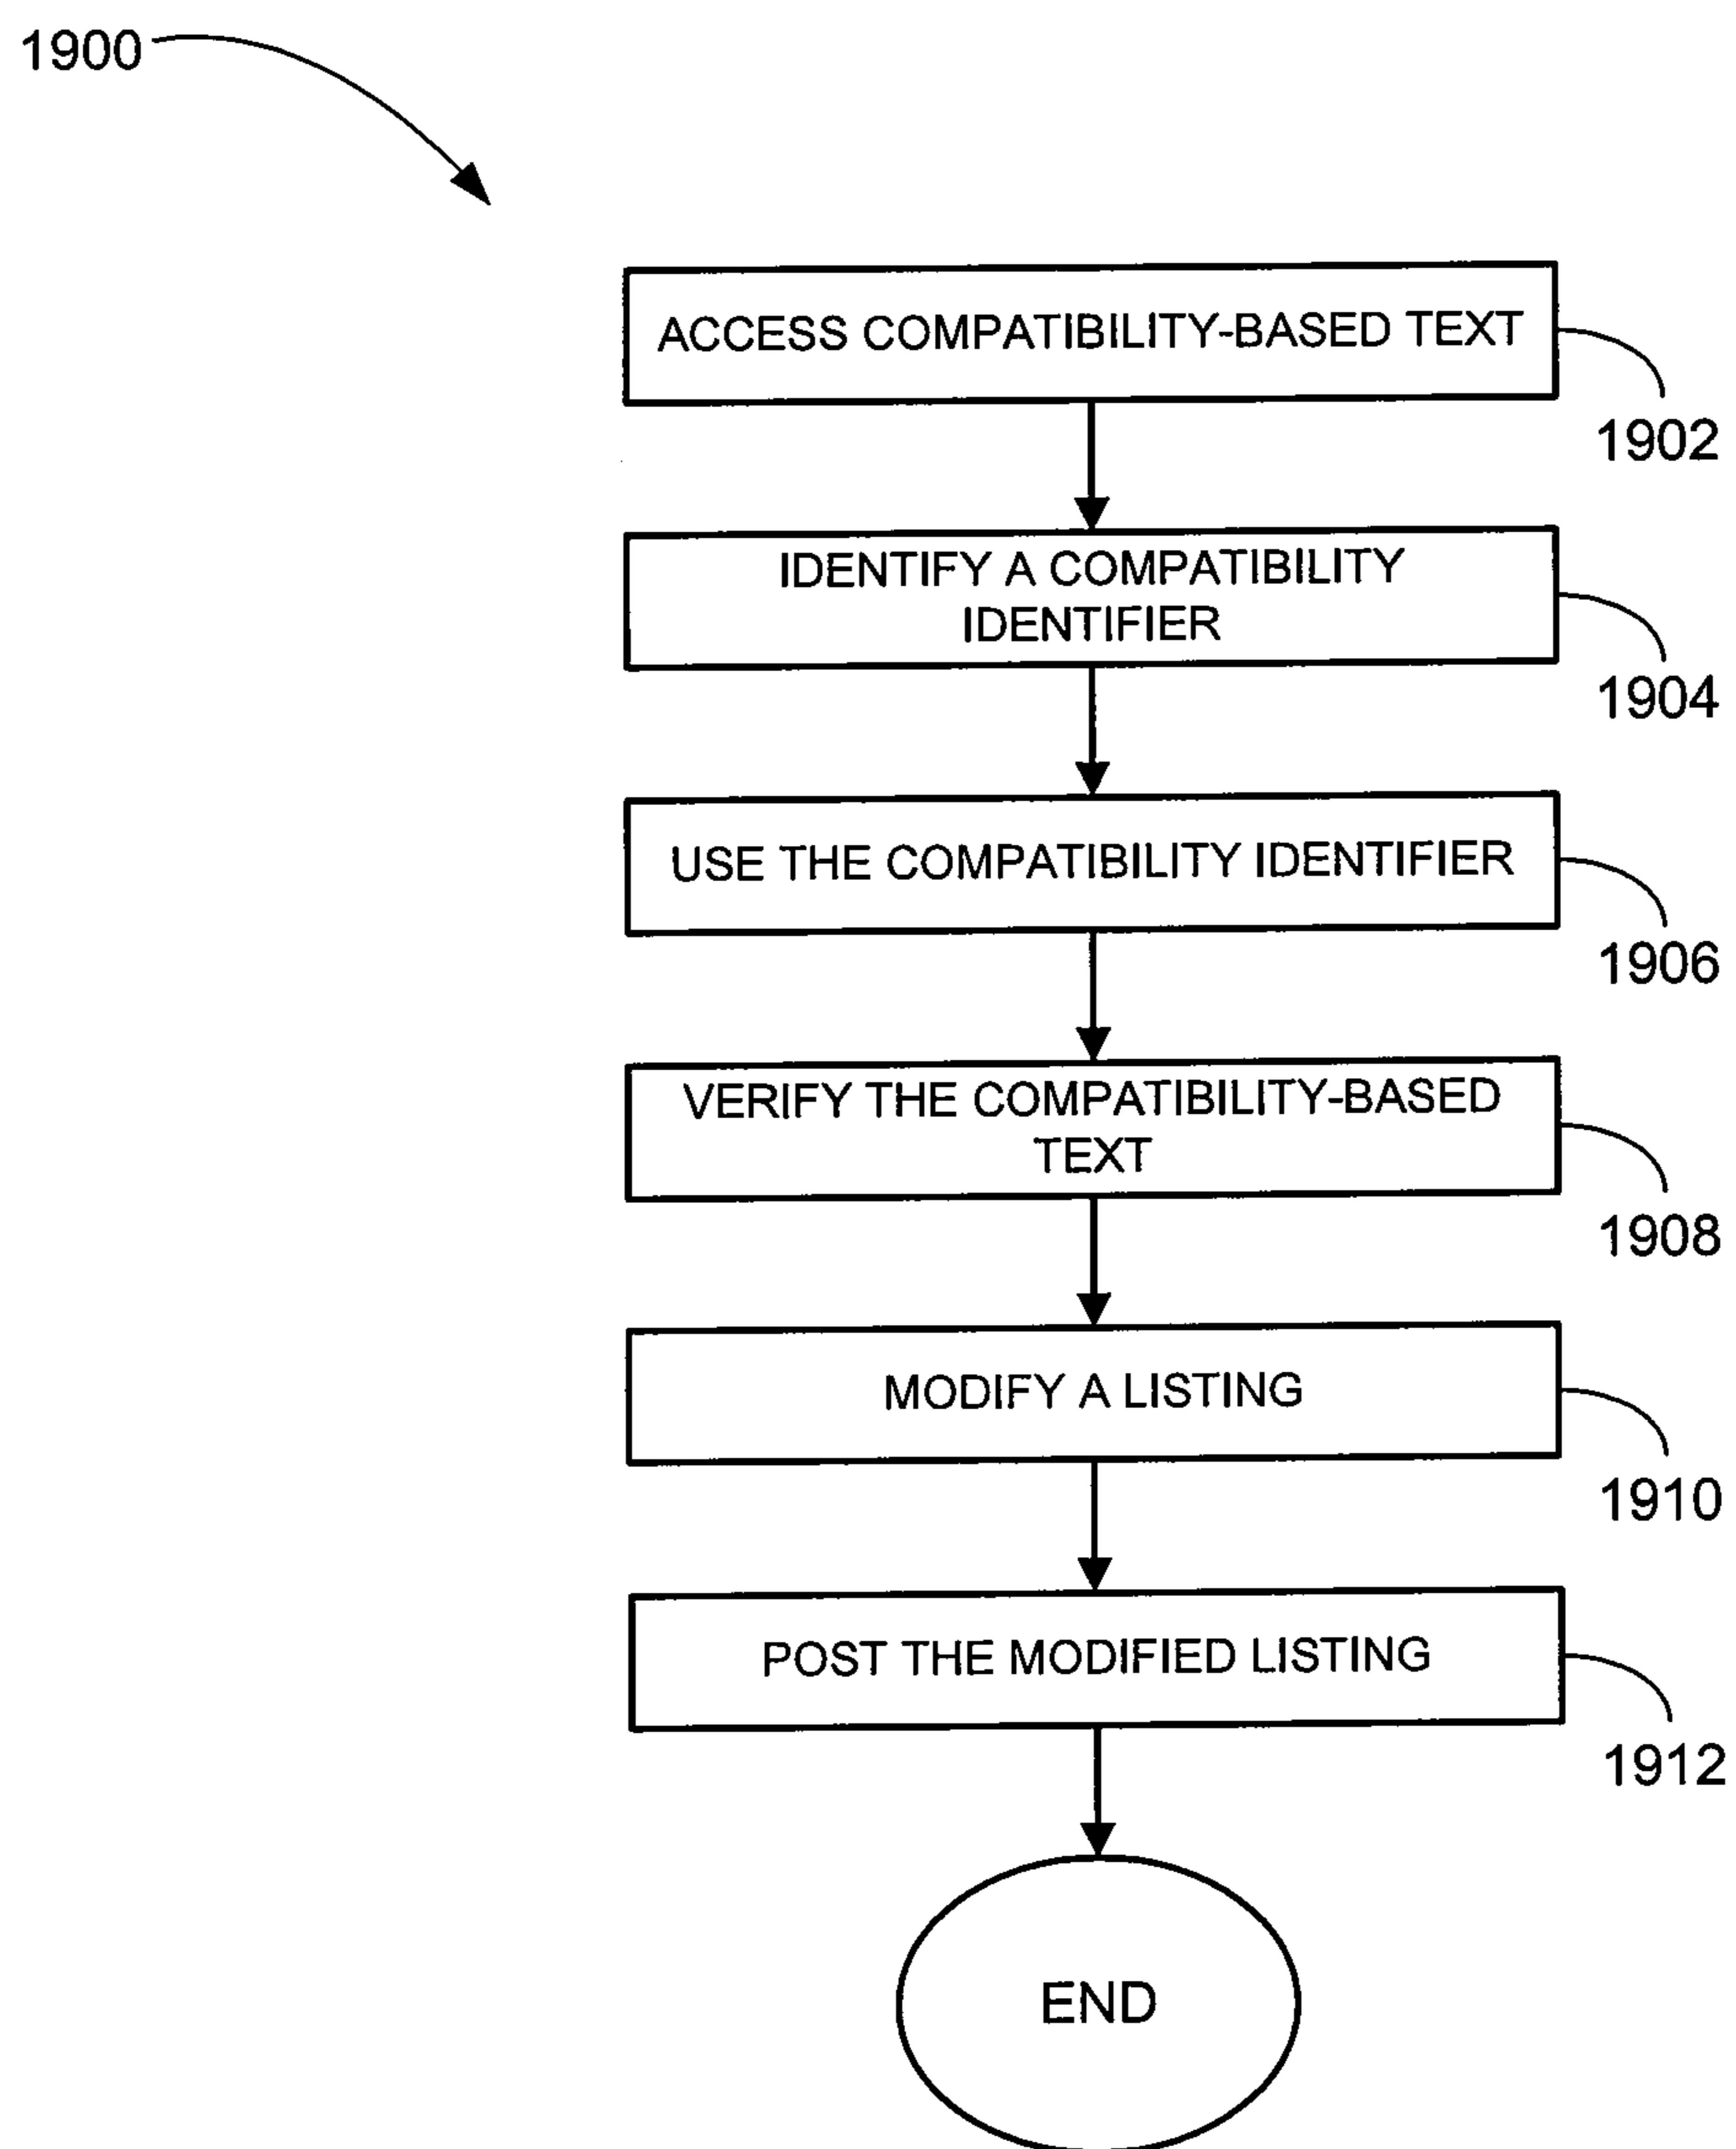 1900
ACCESS COMPATIBILITY-BASED TEXT
1902
IDENTIFY A COMPATIBILITY
IDENTIFIER
1904
USE THE COMPATIBILITY IDENTIFIER
1906
VERIFY THE COMPATIBILITY-BASED
TEXT
1908
MODIFY A LISTING
1910
POST THE MODIFIED LISTING
1912
END